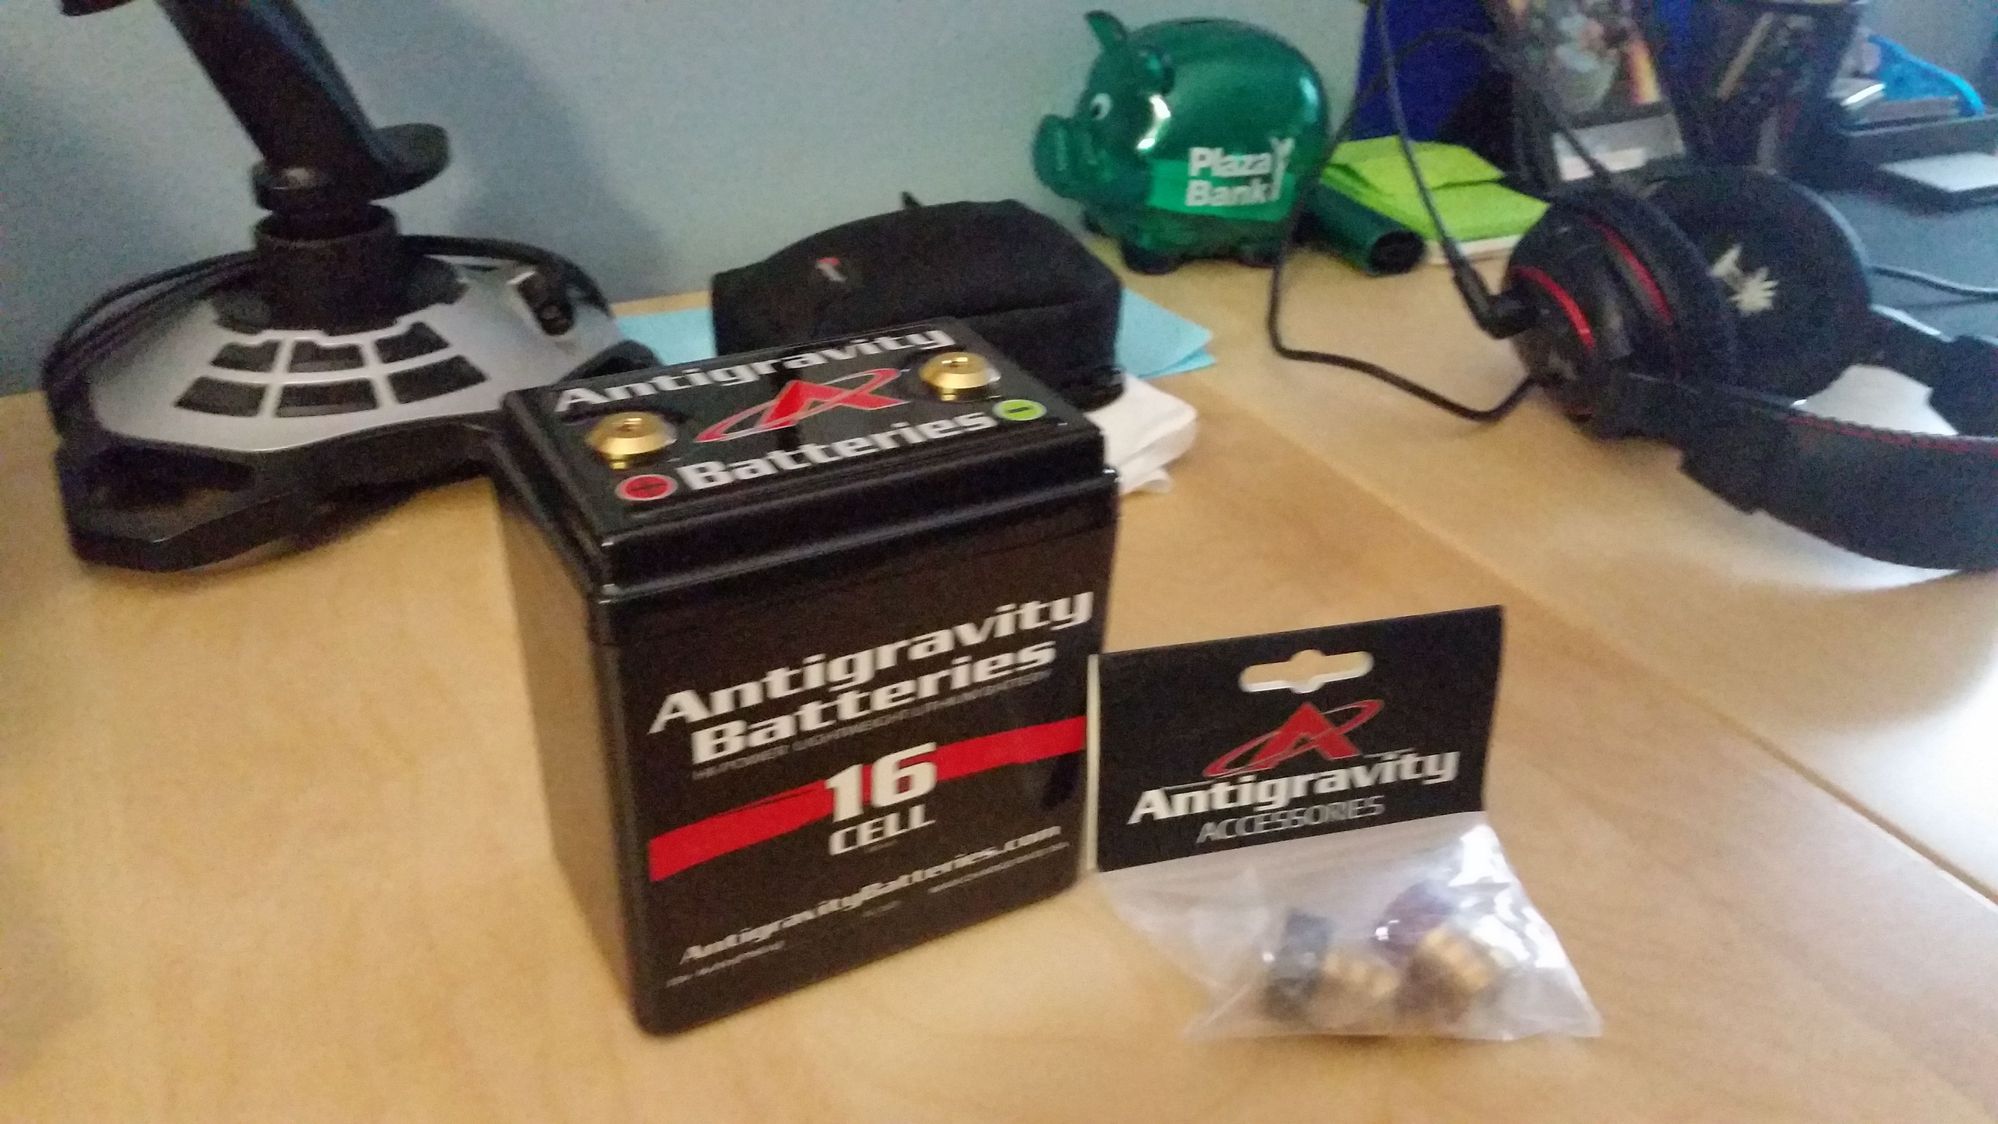 Plaza
Bank
Antigravity
Batteries
Antigravity
Batteries
16
CELL
AntigravityBatteries.com
Antigravity
ACCESSORIES